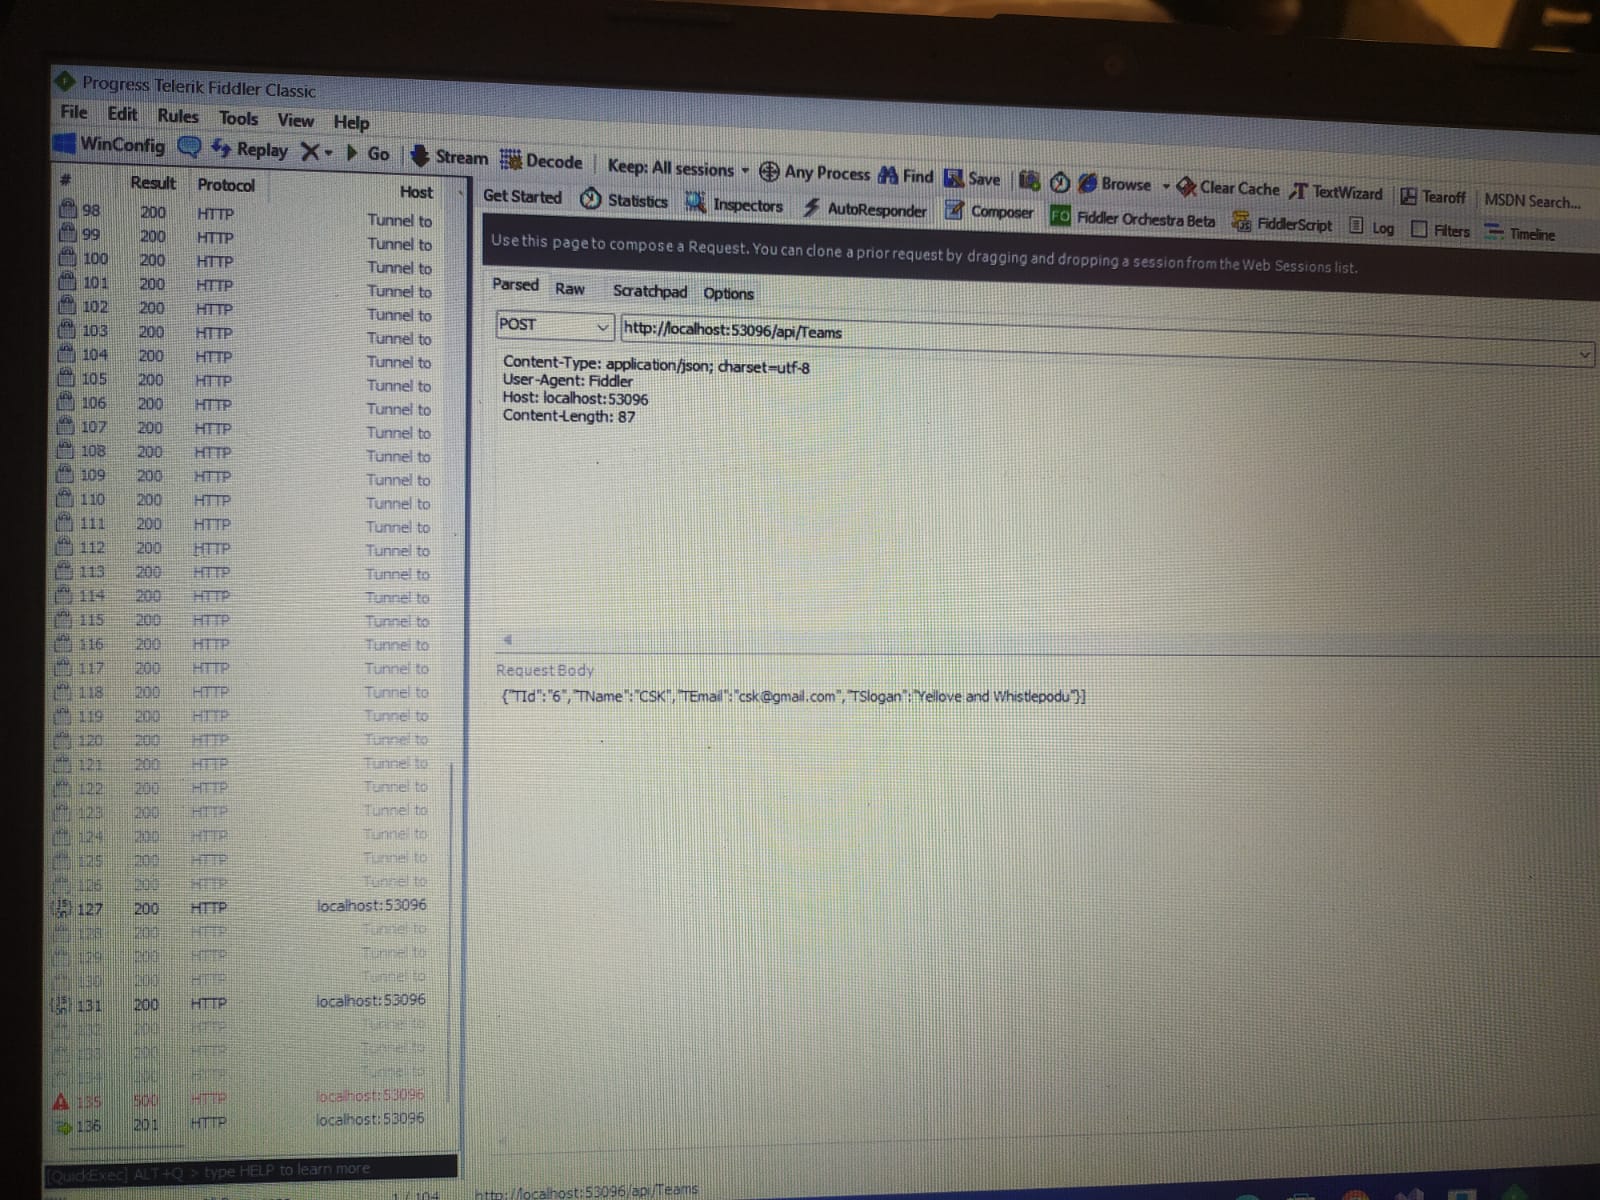 Progress Telerik Fiddler Classic
File Edit Rules Tools View Help
WinConfig Replay Go Stream Decode Keep: All sessions Any Process Find Save Browse Clear Cache TextWizard Tearoff MSDN Search...
# Result Protocol Host
98 200 HTTP Tunnel to
99 200 HTTP Tunnel to
100 200 HTTP Tunnel to
101 200 HTTP Tunnel to
102 200 HTTP Tunnel to
103 200 HTTP Tunnel to
104 200 HTTP Tunnel to
105 200 HTTP Tunnel to
106 200 HTTP Tunnel to
107 200 HTTP Tunnel to
108 200 HTTP Tunnel to
109 200 HTTP Tunnel to
110 200 HTTP Tunnel to
111 200 HTTP Tunnel to
112 200 HTTP Tunnel to
113 200 HTTP Tunnel to
114 200 HTTP Tunnel to
115 200 HTTP Tunnel to
116 200 HTTP Tunnel to
117 200 HTTP Tunnel to
118 200 HTTP Tunnel to
119 200 HTTP Tunnel to
120 200 HTTP Tunnel to
121 200 HTTP Tunnel to
122 200 HTTP Tunnel to
123 200 HTTP Tunnel to
124 200 HTTP Tunnel to
125 200 HTTP Tunnel to
126 200 HTTP Tunnel to
127 200 HTTP localhost:53096
128 200 HTTP Tunnel to
129 200 HTTP Tunnel to
130 200 HTTP Tunnel to
131 200 HTTP localhost:53096
132 200 HTTP Tunnel to
133 200 HTTP Tunnel to
134 200 HTTP Tunnel to
135 500 HTTP localhost:53096
136 201 HTTP localhost:53096
[QuickExec] ALT+Q > type HELP to learn more
Get Started Statistics Inspectors AutoResponder Composer FO Fiddler Orchestra Beta FiddlerScript Log Filters Timeline
Use this page to compose a Request. You can clone a prior request by dragging and dropping a session from the Web Sessions list.
Parsed Raw Scratchpad Options
POST http://localhost:53096/api/Teams
Content-Type: application/json; charset=utf-8
User-Agent: Fiddler
Host: localhost:53096
Content-Length: 87
Request Body
{"TId":"6","TName":"CSK","TEmail":"csk@gmail.com","TSlogan":"Yellove and Whistlepodu"}]
1 / 104 http://localhost:53096/api/Teams